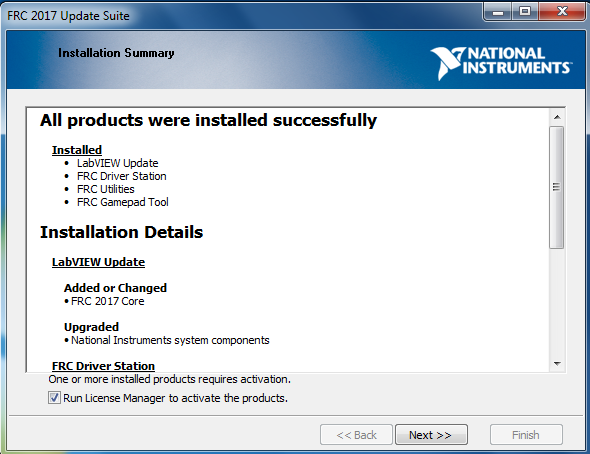 FRC 2017 Update Suite
Installation Summary
NATIONAL
INSTRUMENTS
All products were installed successfully
Installed
• LabVIEW Update
• FRC Driver Station
• FRC Utilities
• FRC Gamepad Tool
Installation Details
LabVIEW Update
Added or Changed
• FRC 2017 Core
Upgraded
• National Instruments system components
FRC Driver Station
One or more installed products requires activation.
Run License Manager to activate the products.
<< Back
Next >>
Finish